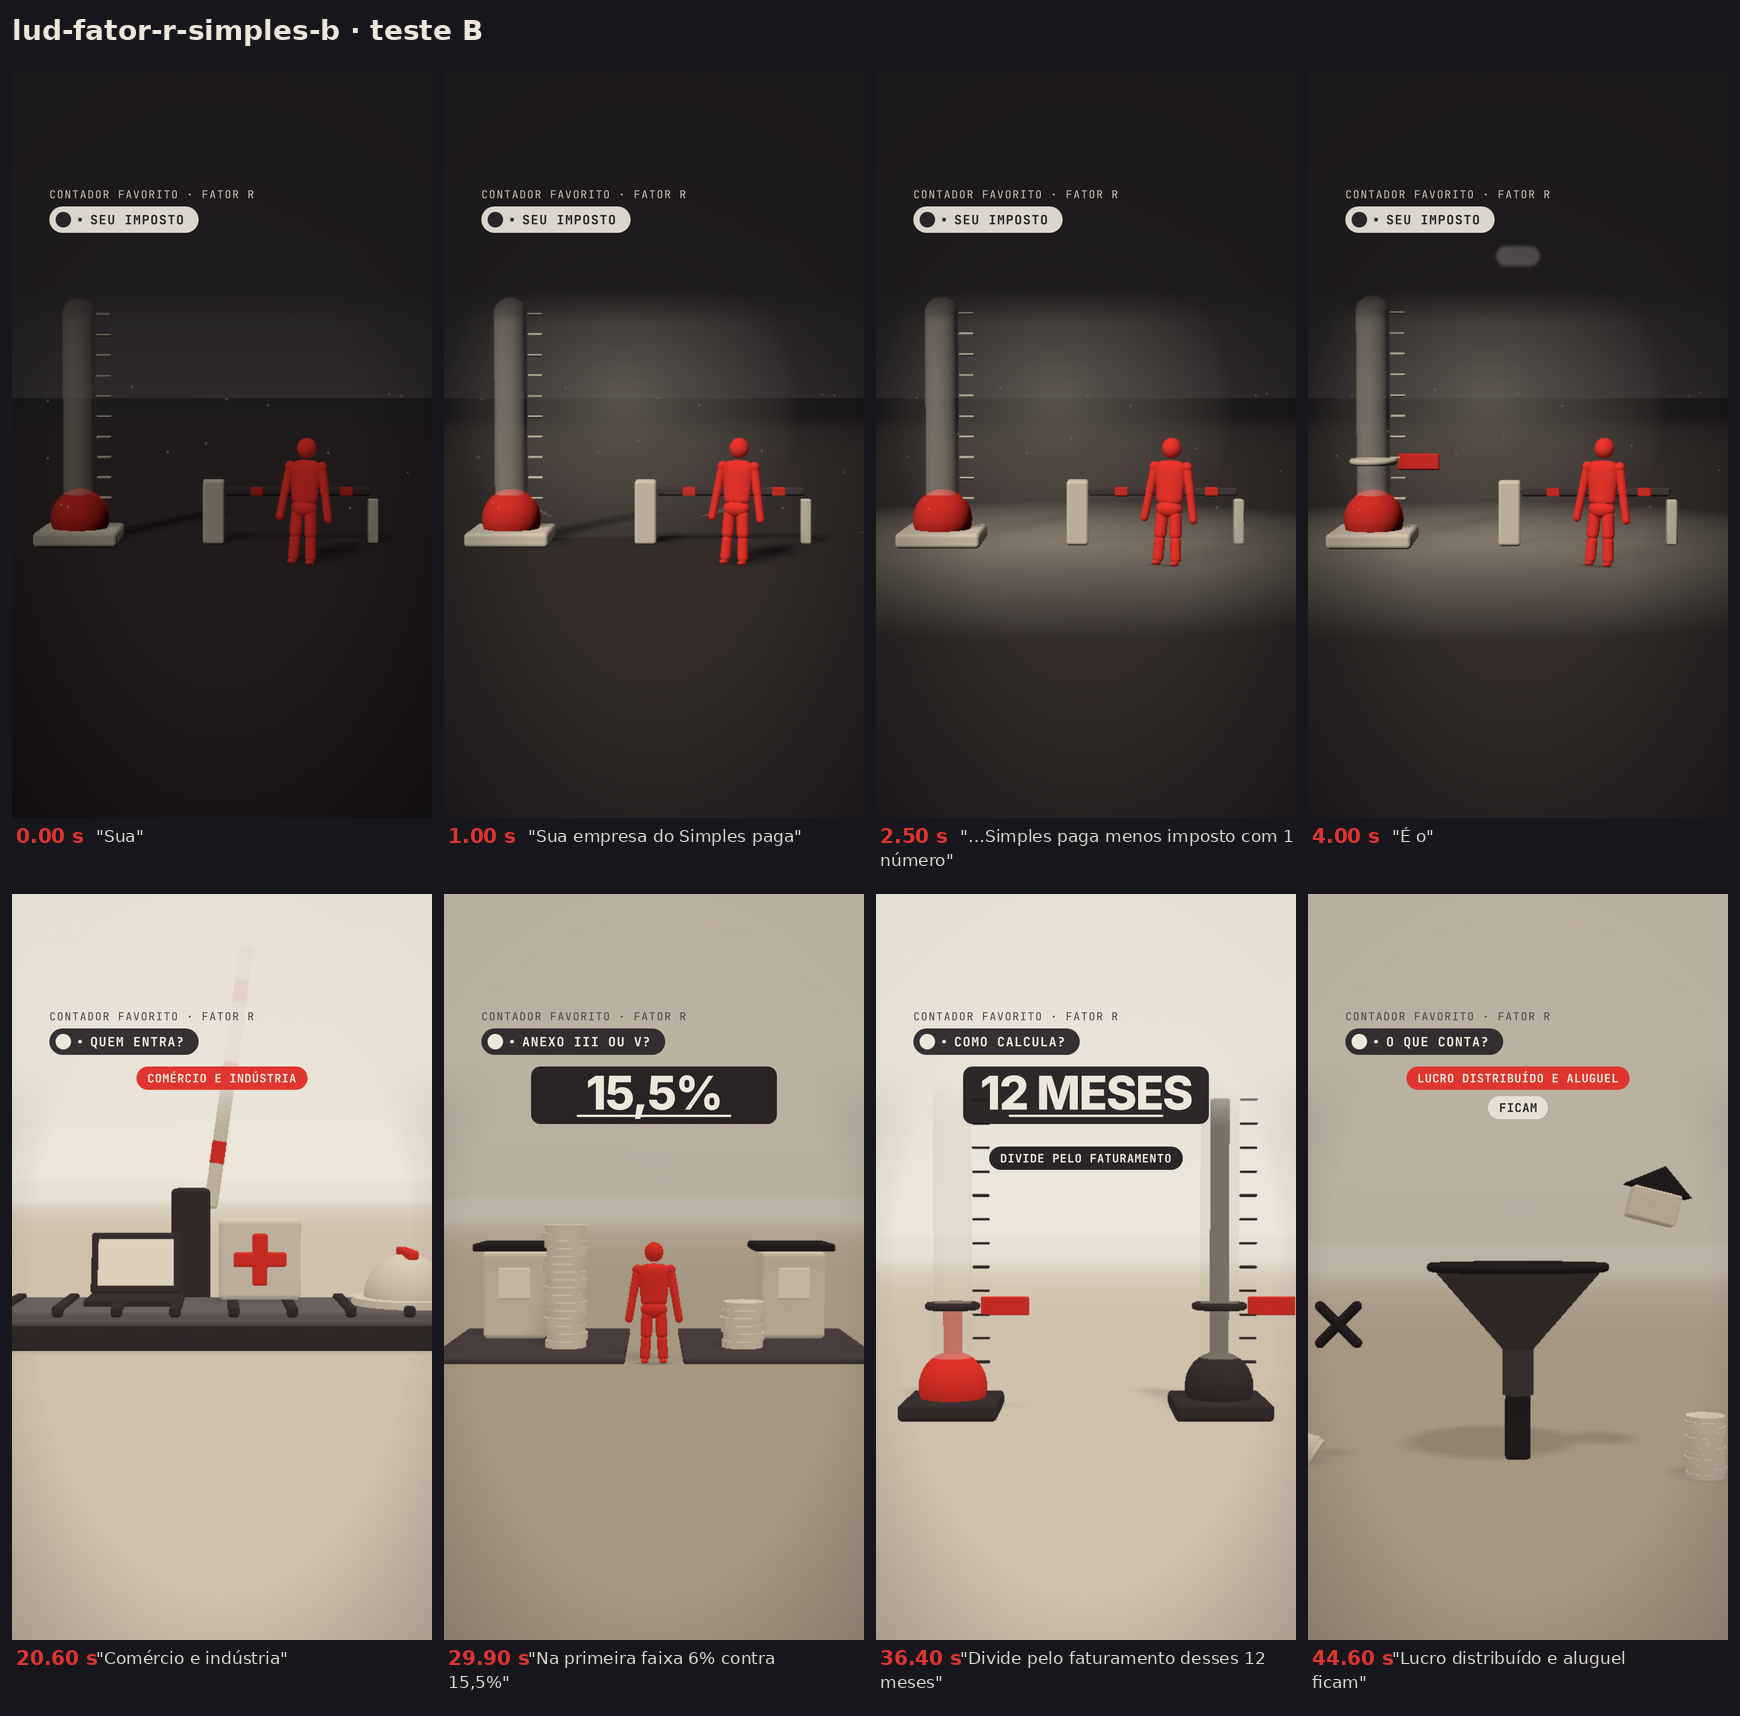 lud-fator-r-simples-b · teste B
CONTADOR FAVORITO · FATOR R
• SEU IMPOSTO
CONTADOR FAVORITO · FATOR R
• SEU IMPOSTO
CONTADOR FAVORITO · FATOR R
• SEU IMPOSTO
CONTADOR FAVORITO · FATOR R
• SEU IMPOSTO
0.00 s "Sua"
1.00 s "Sua empresa do Simples paga"
2.50 s "...Simples paga menos imposto com 1
número"
4.00 s "É o"
CONTADOR FAVORITO · FATOR R
• QUEM ENTRA?
COMÉRCIO E INDÚSTRIA
CONTADOR FAVORITO · FATOR R
• ANEXO III OU V?
15,5%
CONTADOR FAVORITO · FATOR R
• COMO CALCULA?
12 MESES
DIVIDE PELO FATURAMENTO
CONTADOR FAVORITO · FATOR R
• O QUE CONTA?
LUCRO DISTRIBUÍDO E ALUGUEL
FICAM
20.60 s "Comércio e indústria"
29.90 s "Na primeira faixa 6% contra
15,5%"
36.40 s "Divide pelo faturamento desses 12
meses"
44.60 s "Lucro distribuído e aluguel
ficam"